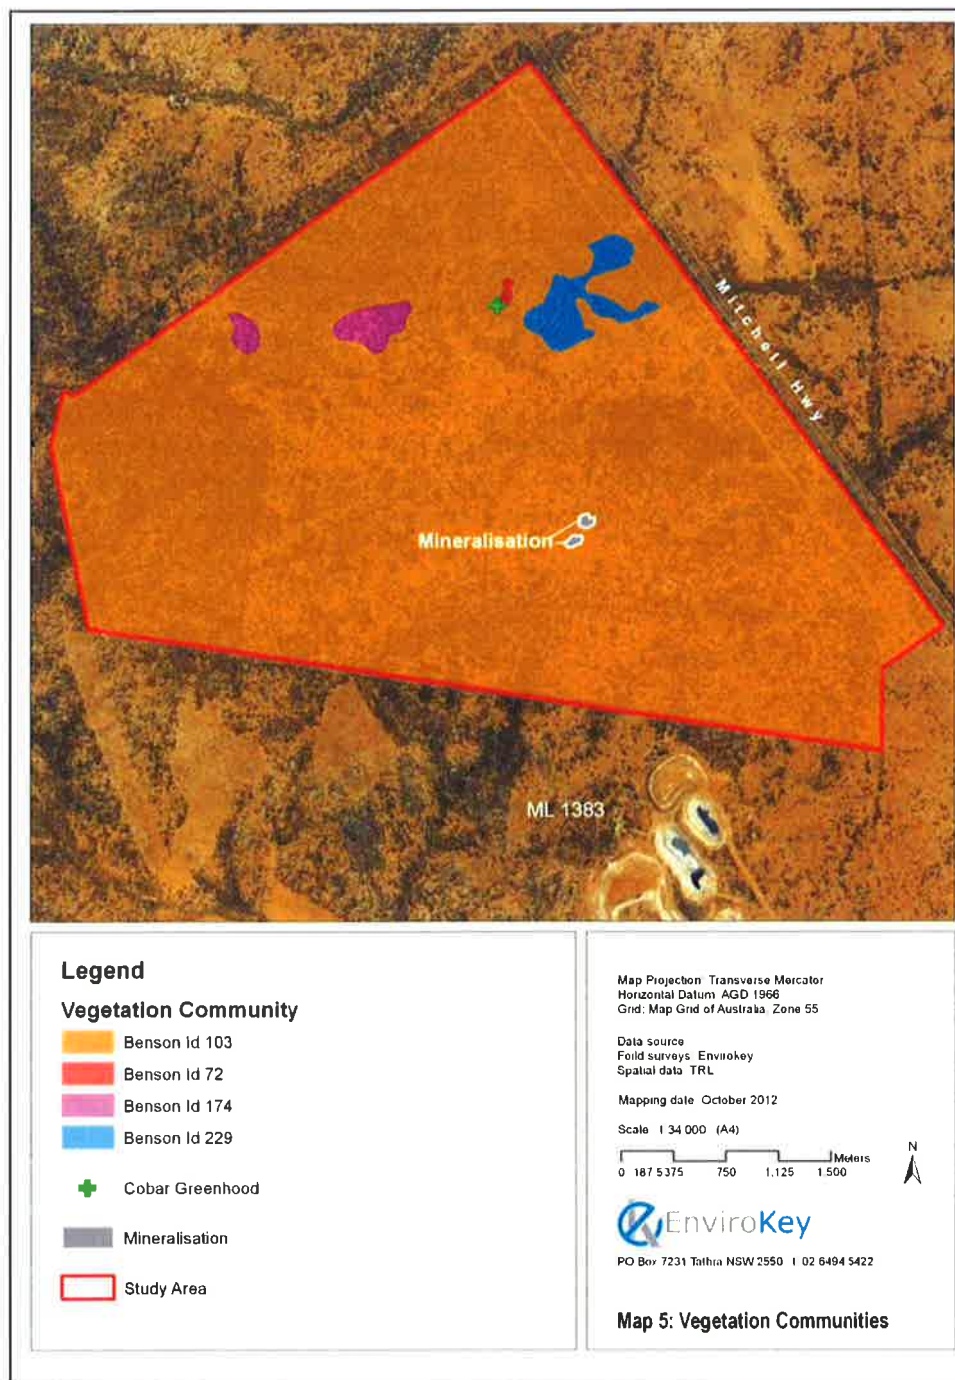 Mitchell Hwy
Mineralisation
ML 1383
Legend
Vegetation Community
Benson Id 103
Benson Id 72
Benson Id 174
Benson Id 229
Cobar Greenhood
Mineralisation
Study Area
Map Projection: Transverse Mercator
Horizontal Datum: AGD 1966
Grid: Map Grid of Australia, Zone 55
Data source
Feild surveys: Envirokey
Spatial data: TRL
Mapping date: October 2012
Scale: 1:34 000 (A4)
Meters
0 187.5375 750 1,125 1,500
N
EnviroKey
PO Box 7231 Tathra NSW 2550 t. 02 6494 5422
Map 5: Vegetation Communities